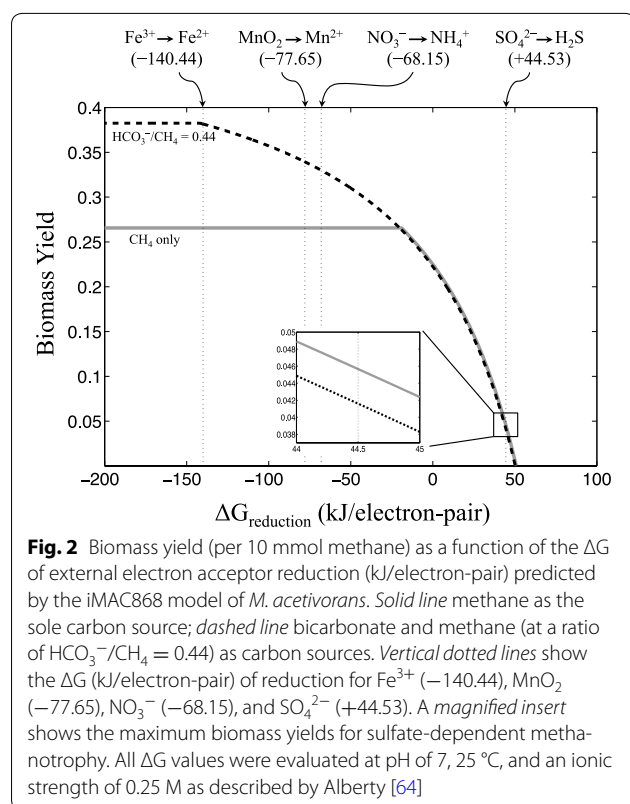 Fe³⁺→Fe²⁺ MnO₂→Mn²⁺ NO₃⁻→NH₄⁺ SO₄²⁻→H₂S
(−140.44) (−77.65) (−68.15) (+44.53)
0.4
HCO₃⁻/CH₄ = 0.44
0.35
0.3
CH₄ only
0.25
0.2
0.15
0.1
0.05
Biomass Yield
0.05
0.048
0.046
0.044
0.042
0.04
0.038
44 44.5 45
−200 −150 −100 −50 0 50 100
ΔG_reduction (kJ/electron-pair)
Fig. 2 Biomass yield (per 10 mmol methane) as a function of the ΔG
of external electron acceptor reduction (kJ/electron-pair) predicted
by the iMAC868 model of M. acetivorans. Solid line methane as the
sole carbon source; dashed line bicarbonate and methane (at a ratio
of HCO₃⁻/CH₄ = 0.44) as carbon sources. Vertical dotted lines show
the ΔG (kJ/electron-pair) of reduction for Fe³⁺ (−140.44), MnO₂
(−77.65), NO₃⁻ (−68.15), and SO₄²⁻ (+44.53). A magnified insert
shows the maximum biomass yields for sulfate-dependent metha-
notrophy. All ΔG values were evaluated at pH of 7, 25 °C, and an ionic
strength of 0.25 M as described by Alberty [64]